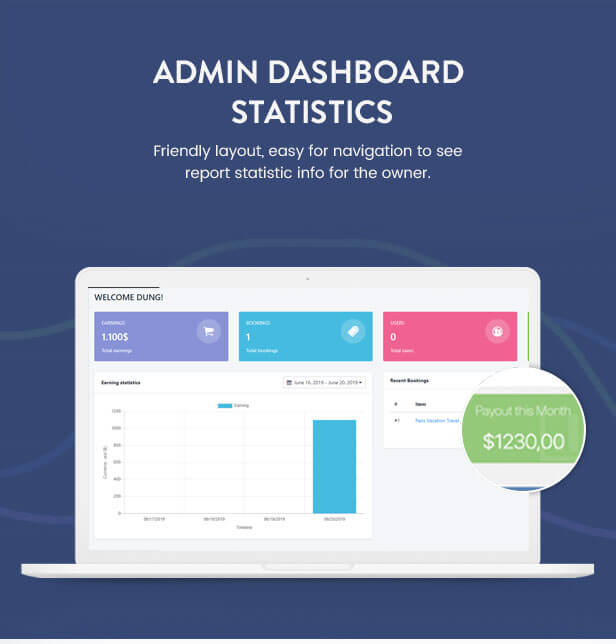 ADMIN DASHBOARD
STATISTICS
Friendly layout, easy for navigation to see
report statistic info for the owner.
WELCOME DUNG!
EARNINGS
1.100$
Total earnings
BOOKINGS
1
Total bookings
USERS
0
Total users
Earning statistics
June 16, 2019 - June 20, 2019
Earning
1200
1000
800
600
400
200
0
06/17/2019
06/18/2019
06/19/2019
06/20/2019
Timeline
Recent Bookings
# Item
#1 Paris Vacation Travel
Payout this Month
$1230,00